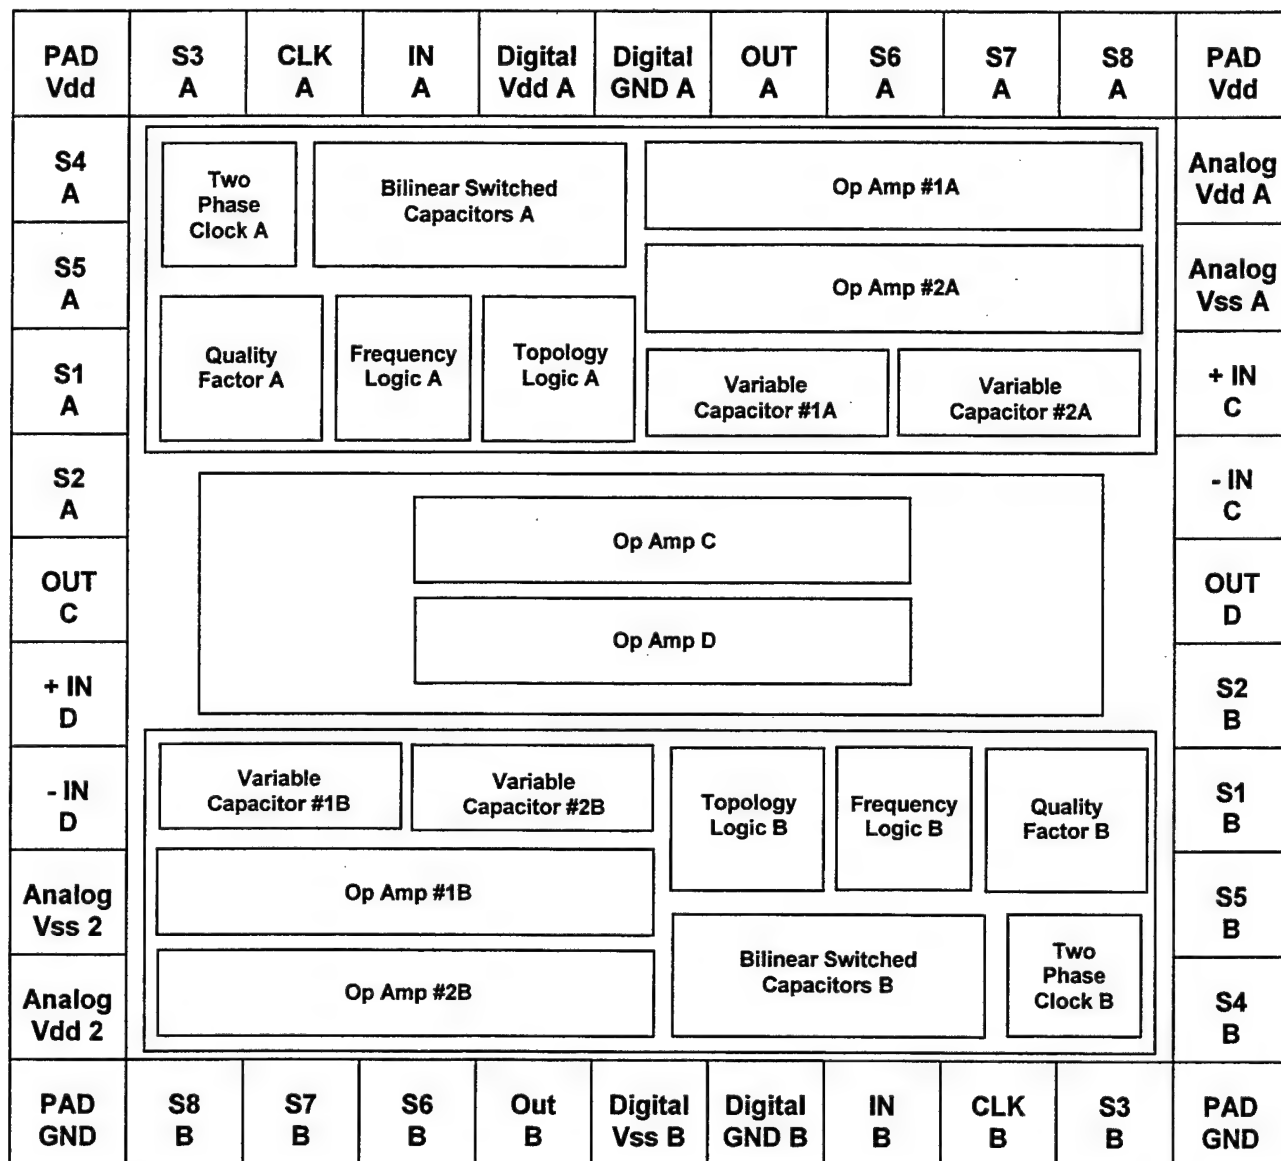 PAD
Vdd
S3
A
CLK
A
IN
A
Digital
Vdd A
Digital
GND A
OUT
A
S6
A
S7
A
S8
A
PAD
Vdd
S4
A
S5
A
S1
A
S2
A
OUT
C
+ IN
D
- IN
D
Analog
Vss 2
Analog
Vdd 2
Two
Phase
Clock A
Bilinear Switched
Capacitors A
Op Amp #1A
Op Amp #2A
Quality
Factor A
Frequency
Logic A
Topology
Logic A
Variable
Capacitor #1A
Variable
Capacitor #2A
Op Amp C
Op Amp D
Variable
Capacitor #1B
Variable
Capacitor #2B
Topology
Logic B
Frequency
Logic B
Quality
Factor B
Op Amp #1B
Op Amp #2B
Bilinear Switched
Capacitors B
Two
Phase
Clock B
Analog
Vdd A
Analog
Vss A
+ IN
C
- IN
C
OUT
D
S2
B
S1
B
S5
B
S4
B
PAD
GND
S8
B
S7
B
S6
B
Out
B
Digital
Vss B
Digital
GND B
IN
B
CLK
B
S3
B
PAD
GND